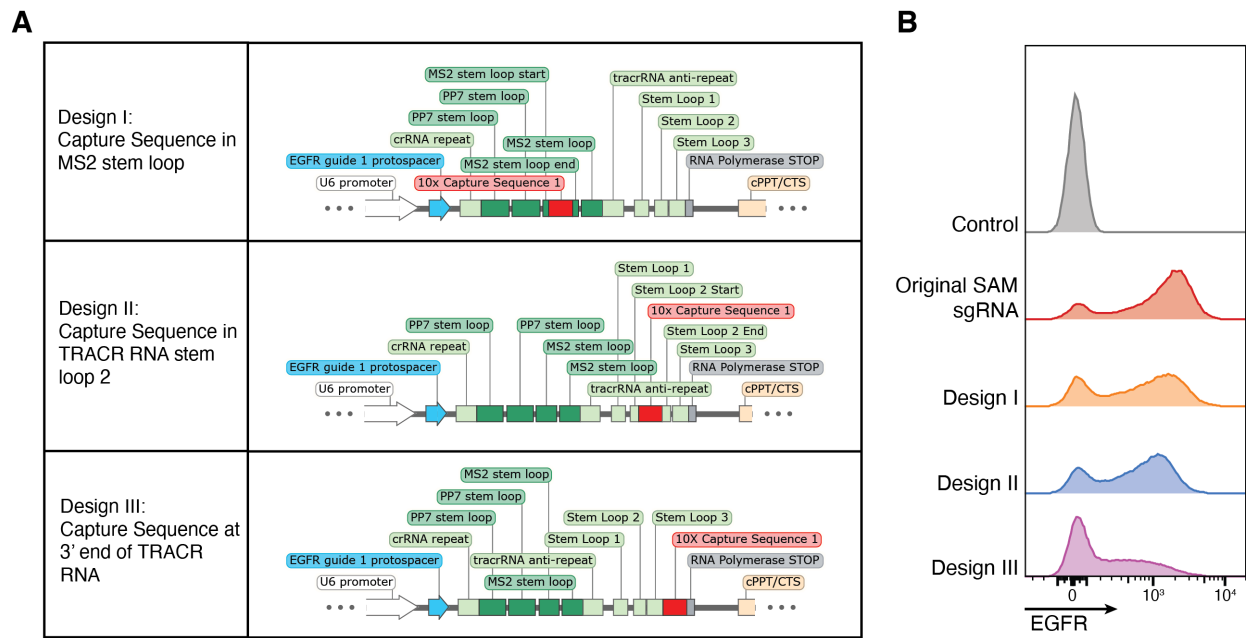 A
Design I:
Capture Sequence in
MS2 stem loop
MS2 stem loop start
PP7 stem loop
PP7 stem loop
crRNA repeat
EGFR guide 1 protospacer
U6 promoter
tracrRNA anti-repeat
Stem Loop 1
Stem Loop 2
MS2 stem loop
Stem Loop 3
MS2 stem loop end
RNA Polymerase STOP
10x Capture Sequence 1
cPPT/CTS
Design II:
Capture Sequence in
TRACR RNA stem
loop 2
Stem Loop 1
Stem Loop 2 Start
10x Capture Sequence 1
PP7 stem loop
PP7 stem loop
Stem Loop 2 End
crRNA repeat
MS2 stem loop
Stem Loop 3
EGFR guide 1 protospacer
MS2 stem loop
RNA Polymerase STOP
U6 promoter
tracrRNA anti-repeat
cPPT/CTS
Design III:
Capture Sequence at
3' end of TRACR
RNA
MS2 stem loop
PP7 stem loop
PP7 stem loop
Stem Loop 2
Stem Loop 3
crRNA repeat
Stem Loop 1
10X Capture Sequence 1
EGFR guide 1 protospacer
tracrRNA anti-repeat
RNA Polymerase STOP
U6 promoter
MS2 stem loop
cPPT/CTS
B
Control
Original SAM
sgRNA
Design I
Design II
Design III
0
10³
10⁴
EGFR